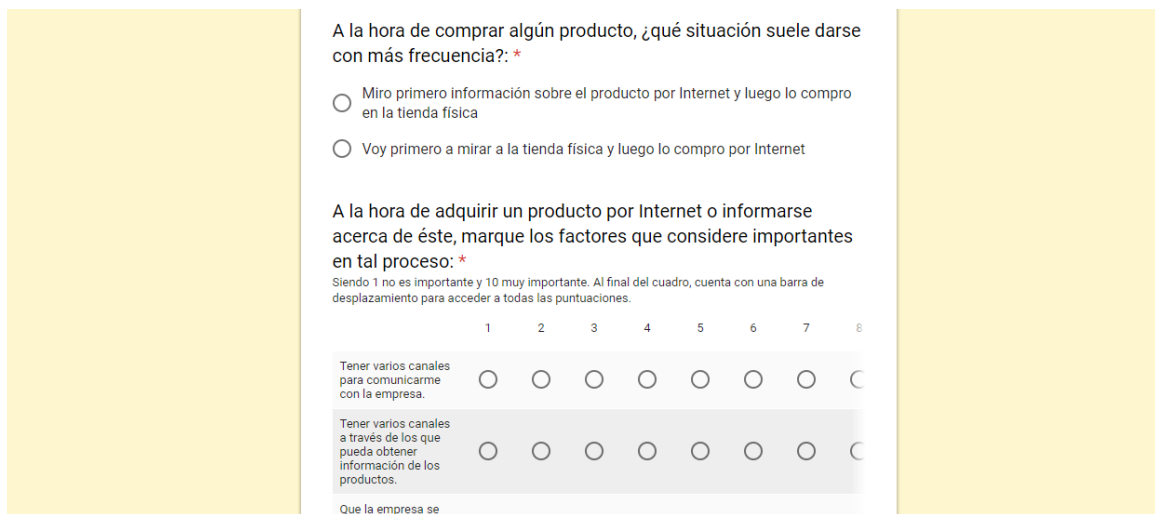 A la hora de comprar algún producto, ¿qué situación suele darse
con más frecuencia?: *
Miro primero información sobre el producto por Internet y luego lo compro
en la tienda física
Voy primero a mirar a la tienda física y luego lo compro por Internet
A la hora de adquirir un producto por Internet o informarse
acerca de éste, marque los factores que considere importantes
en tal proceso: *
Siendo 1 no es importante y 10 muy importante. Al final del cuadro, cuenta con una barra de
desplazamiento para acceder a todas las puntuaciones.
1 2 3 4 5 6 7 8
Tener varios canales
para comunicarme
con la empresa.
Tener varios canales
a través de los que
pueda obtener
información de los
productos.
Que la empresa se